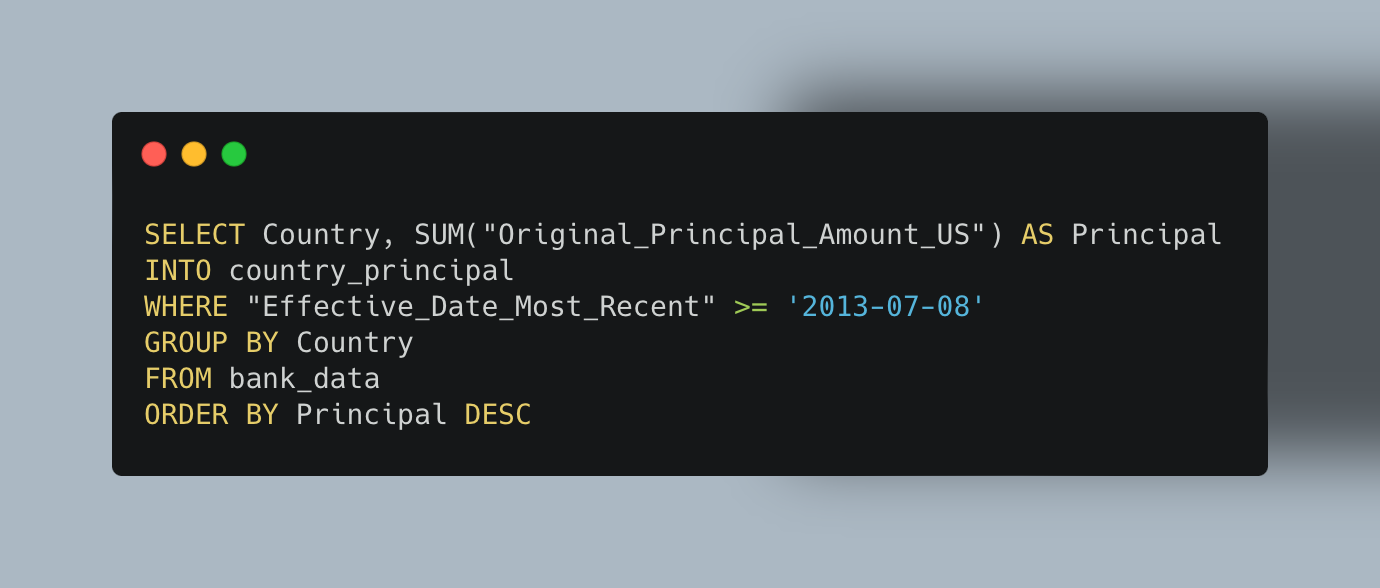 SELECT Country, SUM("Original_Principal_Amount_US") AS Principal
INTO country_principal
WHERE "Effective_Date_Most_Recent" >= '2013-07-08'
GROUP BY Country
FROM bank_data
ORDER BY Principal DESC